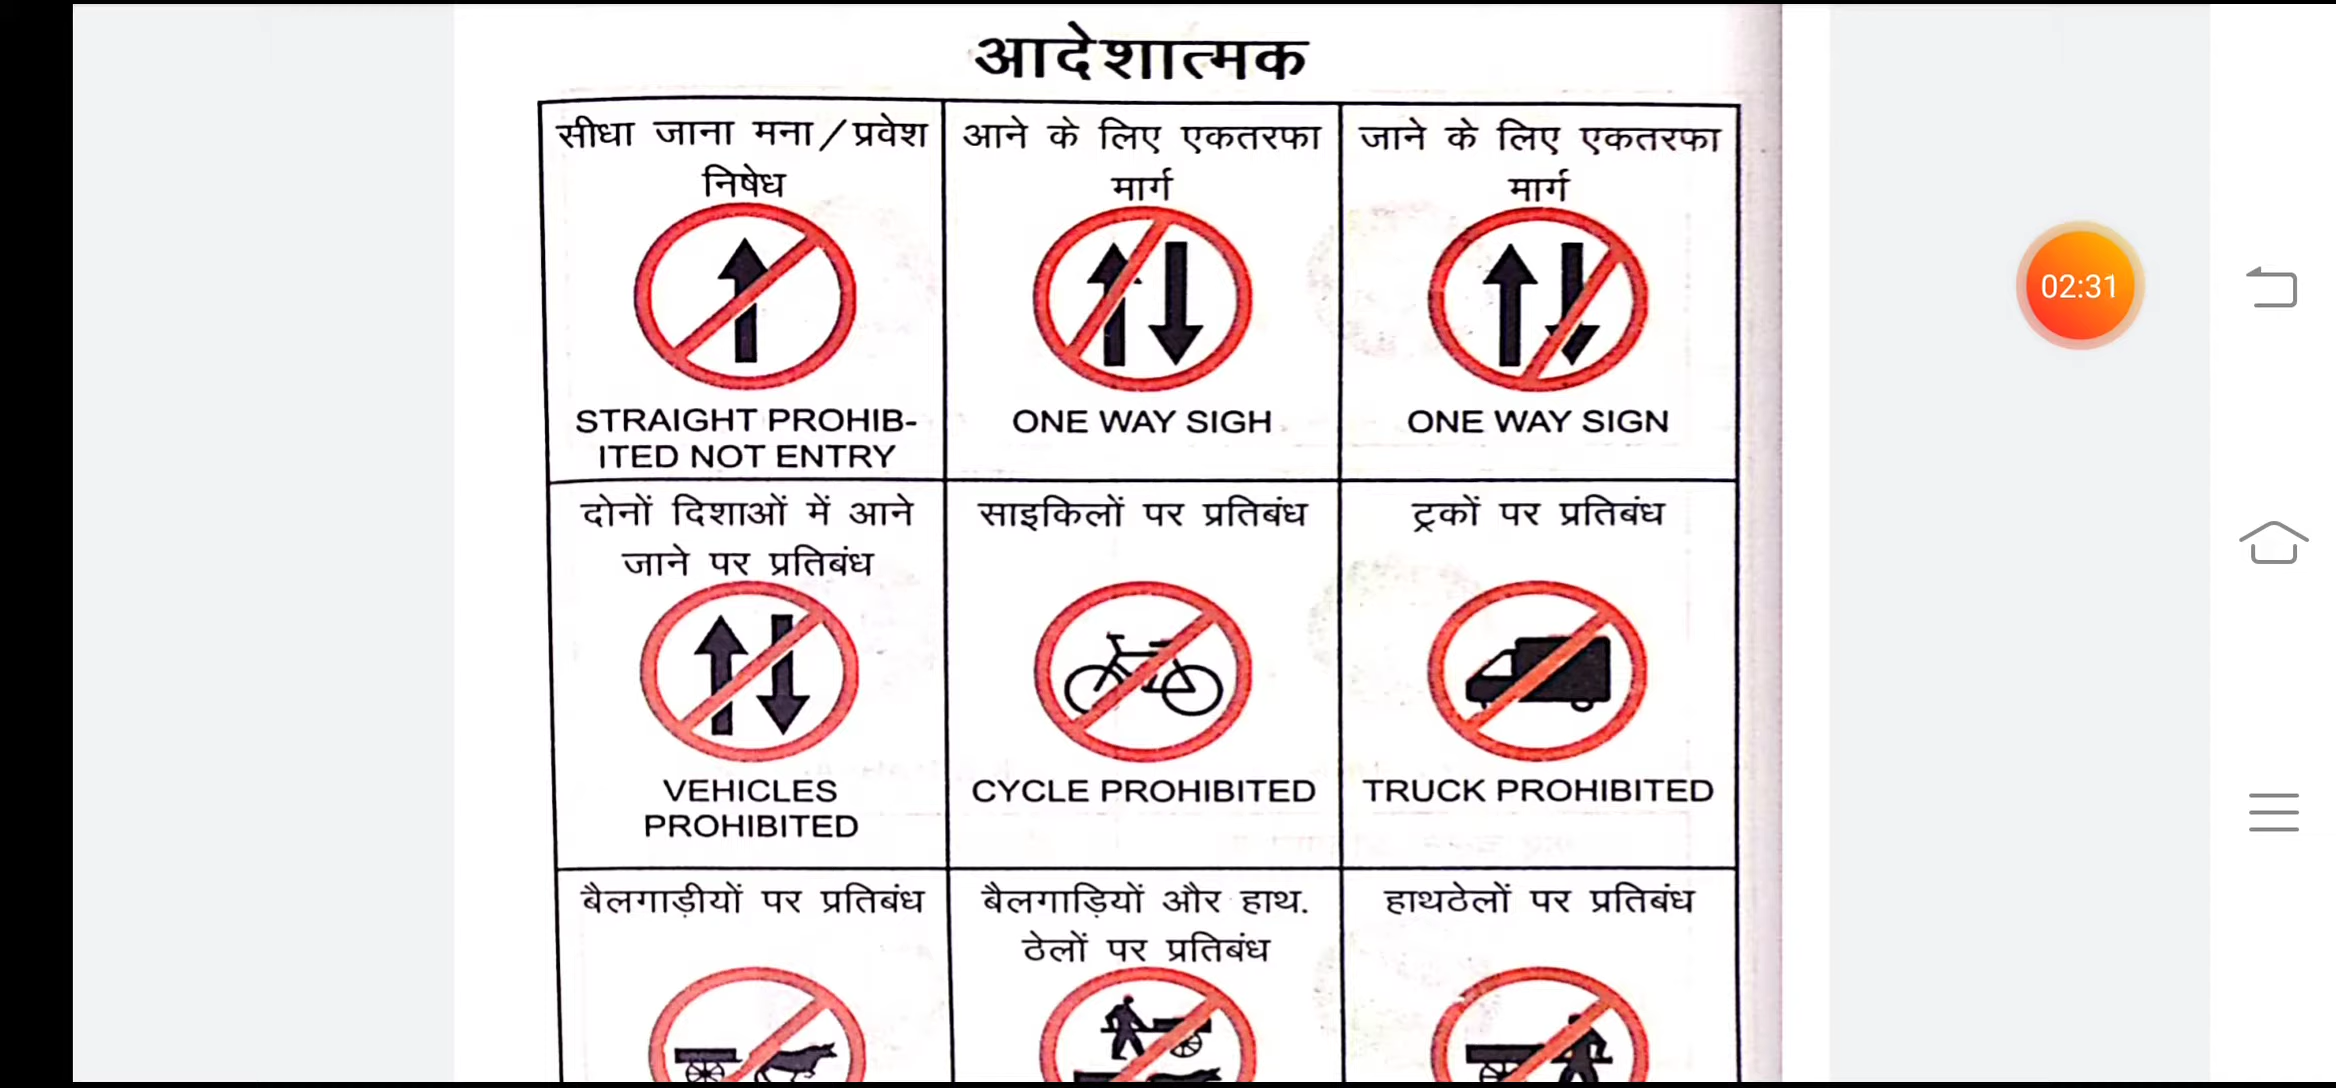 आदेशात्मक
सीधा जाना मना/प्रवेश
निषेध
STRAIGHT PROHIB-
ITED NOT ENTRY
आने के लिए एकतरफा
मार्ग
ONE WAY SIGH
जाने के लिए एकतरफा
मार्ग
ONE WAY SIGN
दोनों दिशाओं में आने
जाने पर प्रतिबंध
VEHICLES
PROHIBITED
साइकिलों पर प्रतिबंध
CYCLE PROHIBITED
ट्रकों पर प्रतिबंध
TRUCK PROHIBITED
बैलगाड़ीयों पर प्रतिबंध
बैलगाड़ियों और हाथ.
ठेलों पर प्रतिबंध
हाथठेलों पर प्रतिबंध
02:31